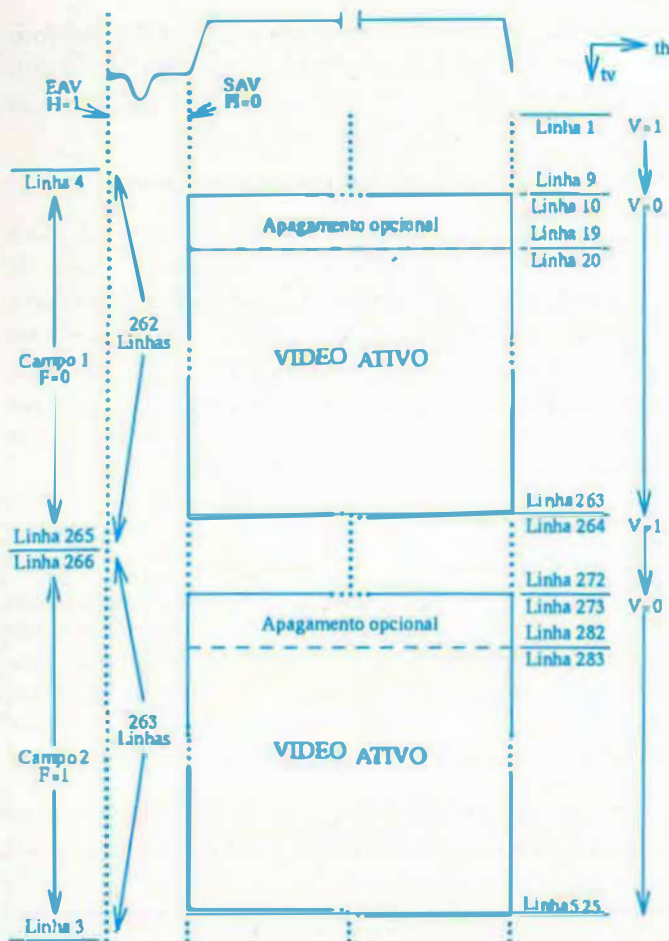 th
tv
EAV
H=1
SAV
H=0
Linha 1 V=1
Linha 4
Linha 9
Linha 10 V=0
Apagamento opcional
Linha 19
Linha 20
262
Linhas
VIDEO ATIVO
Campo 1
F=0
Linha 263
Linha 264 V=1
Linha 265
Linha 266
Linha 272
Linha 273 V=0
Apagamento opcional
Linha 282
Linha 283
263
Linhas
VIDEO ATIVO
Campo 2
F=1
Linha 525
Linha 3